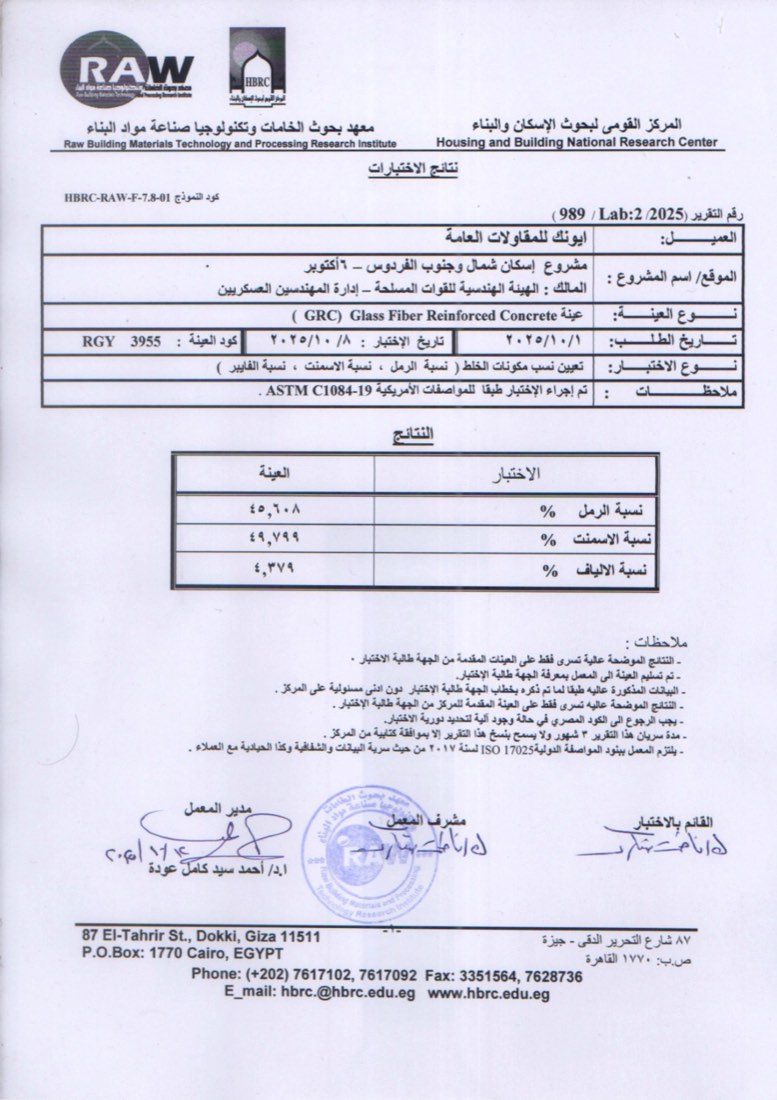 RAW
HBRC
المركز القومى لبحوث الإسكان والبناء
Housing and Building National Research Center
معهد بحوث الخامات وتكنولوجيا صناعة مواد البناء
Raw Building Materials Technology and Processing Research Institute
نتائج الاختبارات
كود النموذج HBRC-RAW-F-7.8-01
رقم التقرير (2025/ Lab:2 / 989 )
العميـــل: ايونك للمقاولات العامة
الموقع/ اسم المشروع : مشروع إسكان شمال وجنوب الفردوس – ٦أكتوبر
المالك : الهيئة الهندسية للقوات المسلحة – إدارة المهندسين العسكريين
نـــوع العينـــة: عينة Glass Fiber Reinforced Concrete (GRC )
تـــاريخ الطلـــب: ٢٠٢٥/١٠/١ تاريخ الإختبار : ٢٠٢٥/١٠/٨ كود العينة : RGY 3955
نـــوع الاختبـــار: تعيين نسب مكونات الخلط ( نسبة الرمل ، نسبة الاسمنت ، نسبة الفايبر )
ملاحظـــــات : تم إجراء الإختبار طبقا للمواصفات الأمريكية ASTM C1084-19 .
النتائج
الاختبار العينة
نسبة الرمل % ٤٥,٦٠٨
نسبة الاسمنت % ٤٩,٧٩٩
نسبة الالياف % ٤,٣٧٩
ملاحظات :
- النتائج الموضحة عالية تسرى فقط على العينات المقدمة من الجهة طالبة الاختبار .
- تم تسليم العينة الى المعمل بمعرفة الجهة طالبة الإختبار.
- البيانات المذكورة عاليه طبقا لما تم ذكره بخطاب الجهة طالبة الإختبار دون ادنى مسئولية على المركز .
- النتائج الموضحة عاليه تسرى فقط على العينة المقدمة للمركز من الجهة طالبة الإختبار .
- يجب الرجوع الى الكود المصري في حالة وجود آلية لتحديد دورية الاختبار.
- مدة سريان هذا التقرير ٣ شهور ولا يسمح بنسخ هذا التقرير إلا بموافقة كتابية من المركز .
- يلتزم المعمل ببنود المواصفة الدولية ISO 17025 لسنة ٢٠١٧ من حيث سرية البيانات والشفافية وكذا الحيادية مع العملاء .
القائم بالاختبار
مشرف المعمل
مدير المعمل
ا.د/ أحمد سيد كامل عودة
-١-
٨٧ شارع التحرير الدقى - جيزة
ص.ب: ١٧٧٠ القاهرة
87 El-Tahrir St., Dokki, Giza 11511
P.O.Box: 1770 Cairo, EGYPT
Phone: (+202) 7617102, 7617092 Fax: 3351564, 7628736
E_mail: hbrc.@hbrc.edu.eg www.hbrc.edu.eg